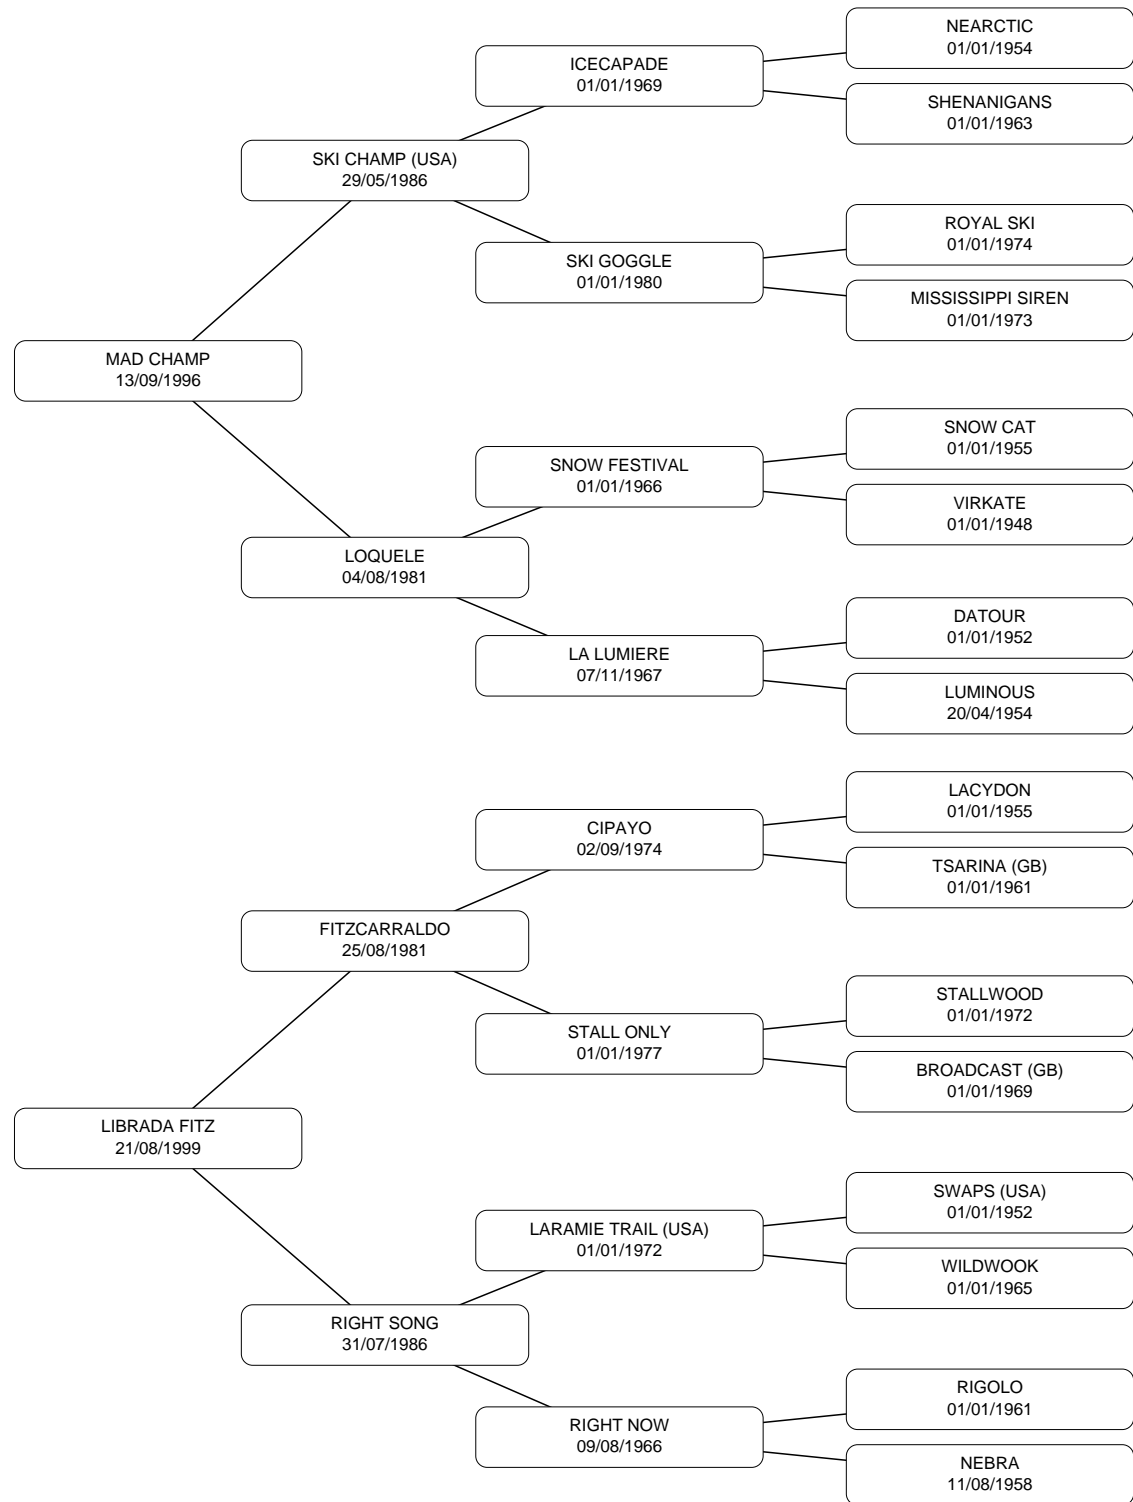 NEARCTIC
01/01/1954
ICECAPADE
01/01/1969
SHENANIGANS
01/01/1963
SKI CHAMP (USA)
29/05/1986
ROYAL SKI
01/01/1974
SKI GOGGLE
01/01/1980
MISSISSIPPI SIREN
01/01/1973
MAD CHAMP
13/09/1996
SNOW CAT
01/01/1955
SNOW FESTIVAL
01/01/1966
VIRKATE
01/01/1948
LOQUELE
04/08/1981
DATOUR
01/01/1952
LA LUMIERE
07/11/1967
LUMINOUS
20/04/1954
LACYDON
01/01/1955
CIPAYO
02/09/1974
TSARINA (GB)
01/01/1961
FITZCARRALDO
25/08/1981
STALLWOOD
01/01/1972
STALL ONLY
01/01/1977
BROADCAST (GB)
01/01/1969
LIBRADA FITZ
21/08/1999
SWAPS (USA)
01/01/1952
LARAMIE TRAIL (USA)
01/01/1972
WILDWOOK
01/01/1965
RIGHT SONG
31/07/1986
RIGOLO
01/01/1961
RIGHT NOW
09/08/1966
NEBRA
11/08/1958